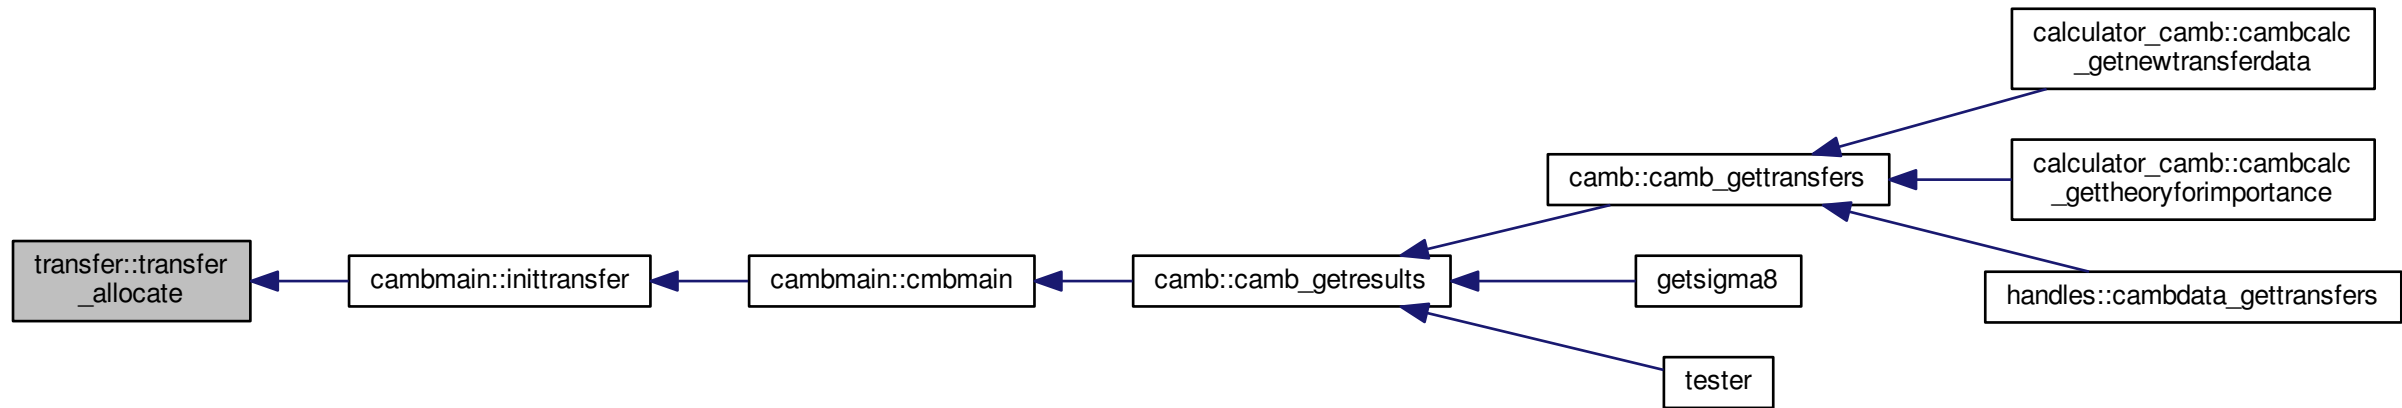 transfer::transfer
_allocate
cambmain::inittransfer
cambmain::cmbmain
camb::camb_getresults
camb::camb_gettransfers
getsigma8
tester
calculator_camb::cambcalc
_getnewtransferdata
calculator_camb::cambcalc
_gettheoryforimportance
handles::cambdata_gettransfers